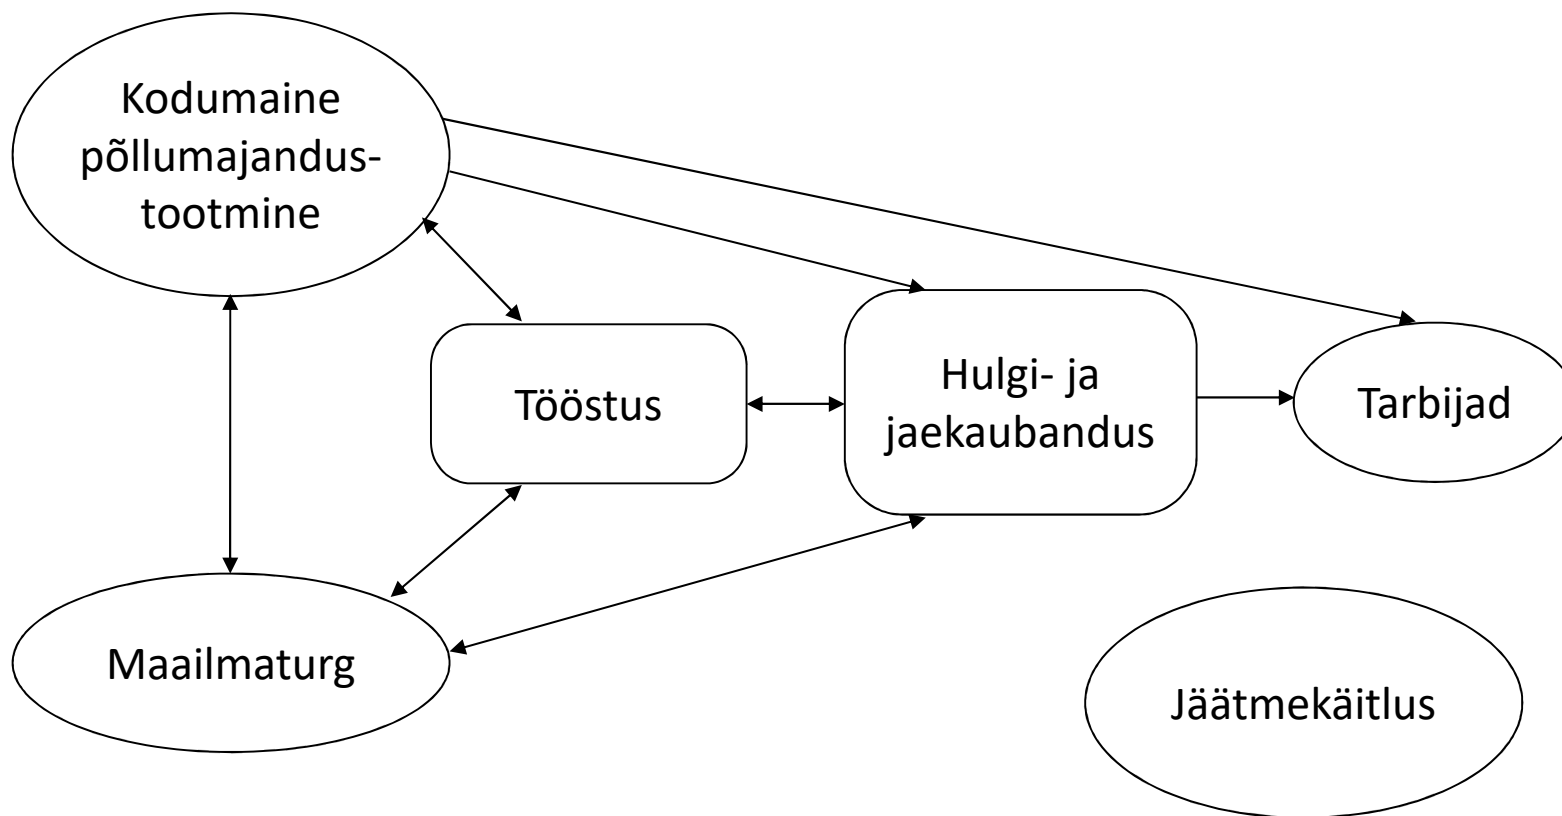 Kodumaine
põllumajandus-
tootmine
Tööstus
Hulgi- ja
jaekaubandus
Tarbijad
Maailmaturg
Jäätmekäitlus